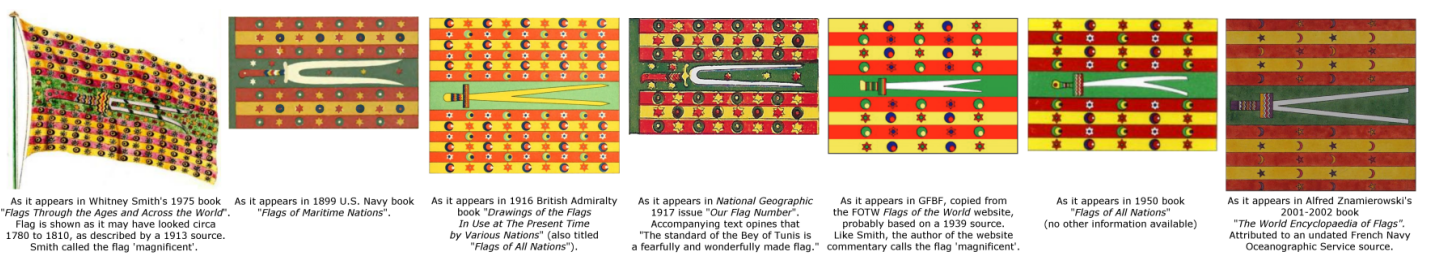 As it appears in Whitney Smith's 1975 book
"Flags Through the Ages and Across the World".
Flag is shown as it may have looked circa
1780 to 1810, as described by a 1913 source.
Smith called the flag 'magnificent'.
As it appears in 1899 U.S. Navy book
"Flags of Maritime Nations".
As it appears in 1916 British Admiralty
book "Drawings of the Flags
In Use at The Present Time
by Various Nations" (also titled
"Flags of All Nations").
As it appears in National Geographic
1917 issue "Our Flag Number".
Accompanying text opines that
"The standard of the Bey of Tunis is
a fearfully and wonderfully made flag."
As it appears in GFBF, copied from
the FOTW Flags of the World website,
probably based on a 1939 source.
Like Smith, the author of the website
commentary calls the flag 'magnificent'.
As it appears in 1950 book
"Flags of All Nations"
(no other information available)
As it appears in Alfred Znamierowski's
2001-2002 book
"The World Encyclopaedia of Flags".
Attributed to an undated French Navy
Oceanographic Service source.